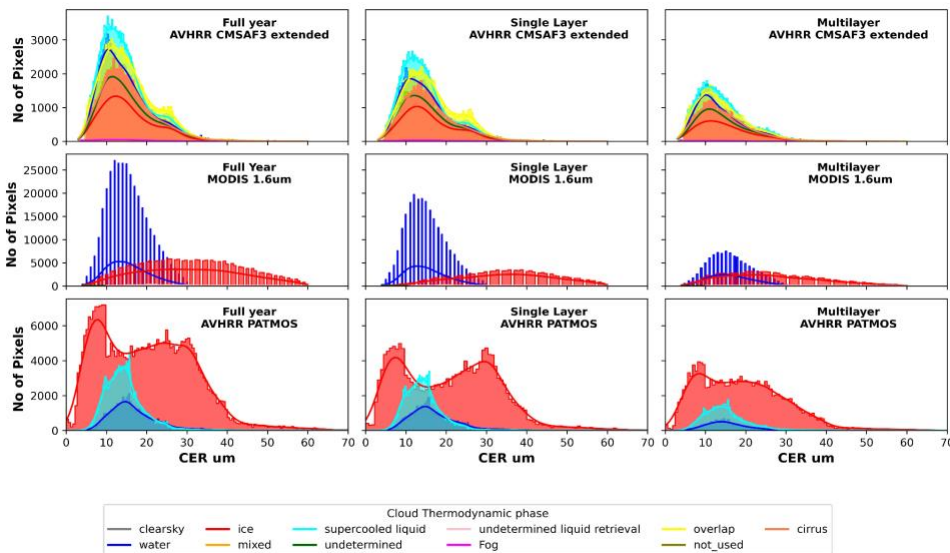 Full year
AVHRR CMSAF3 extended
Single Layer
AVHRR CMSAF3 extended
Multilayer
AVHRR CMSAF3 extended
No of Pixels
3000
2000
1000
0
Full Year
MODIS 1.6um
Single Layer
MODIS 1.6um
Multilayer
MODIS 1.6um
No of Pixels
25000
20000
15000
10000
5000
0
Full year
AVHRR PATMOS
Single Layer
AVHRR PATMOS
Multilayer
AVHRR PATMOS
No of Pixels
6000
4000
2000
0
0 10 20 30 40 50 60 70
0 10 20 30 40 50 60 70
0 10 20 30 40 50 60 70
CER um
CER um
CER um
Cloud Thermodynamic phase
clearsky ice supercooled liquid undetermined liquid retrieval overlap cirrus
water mixed undetermined Fog not_used